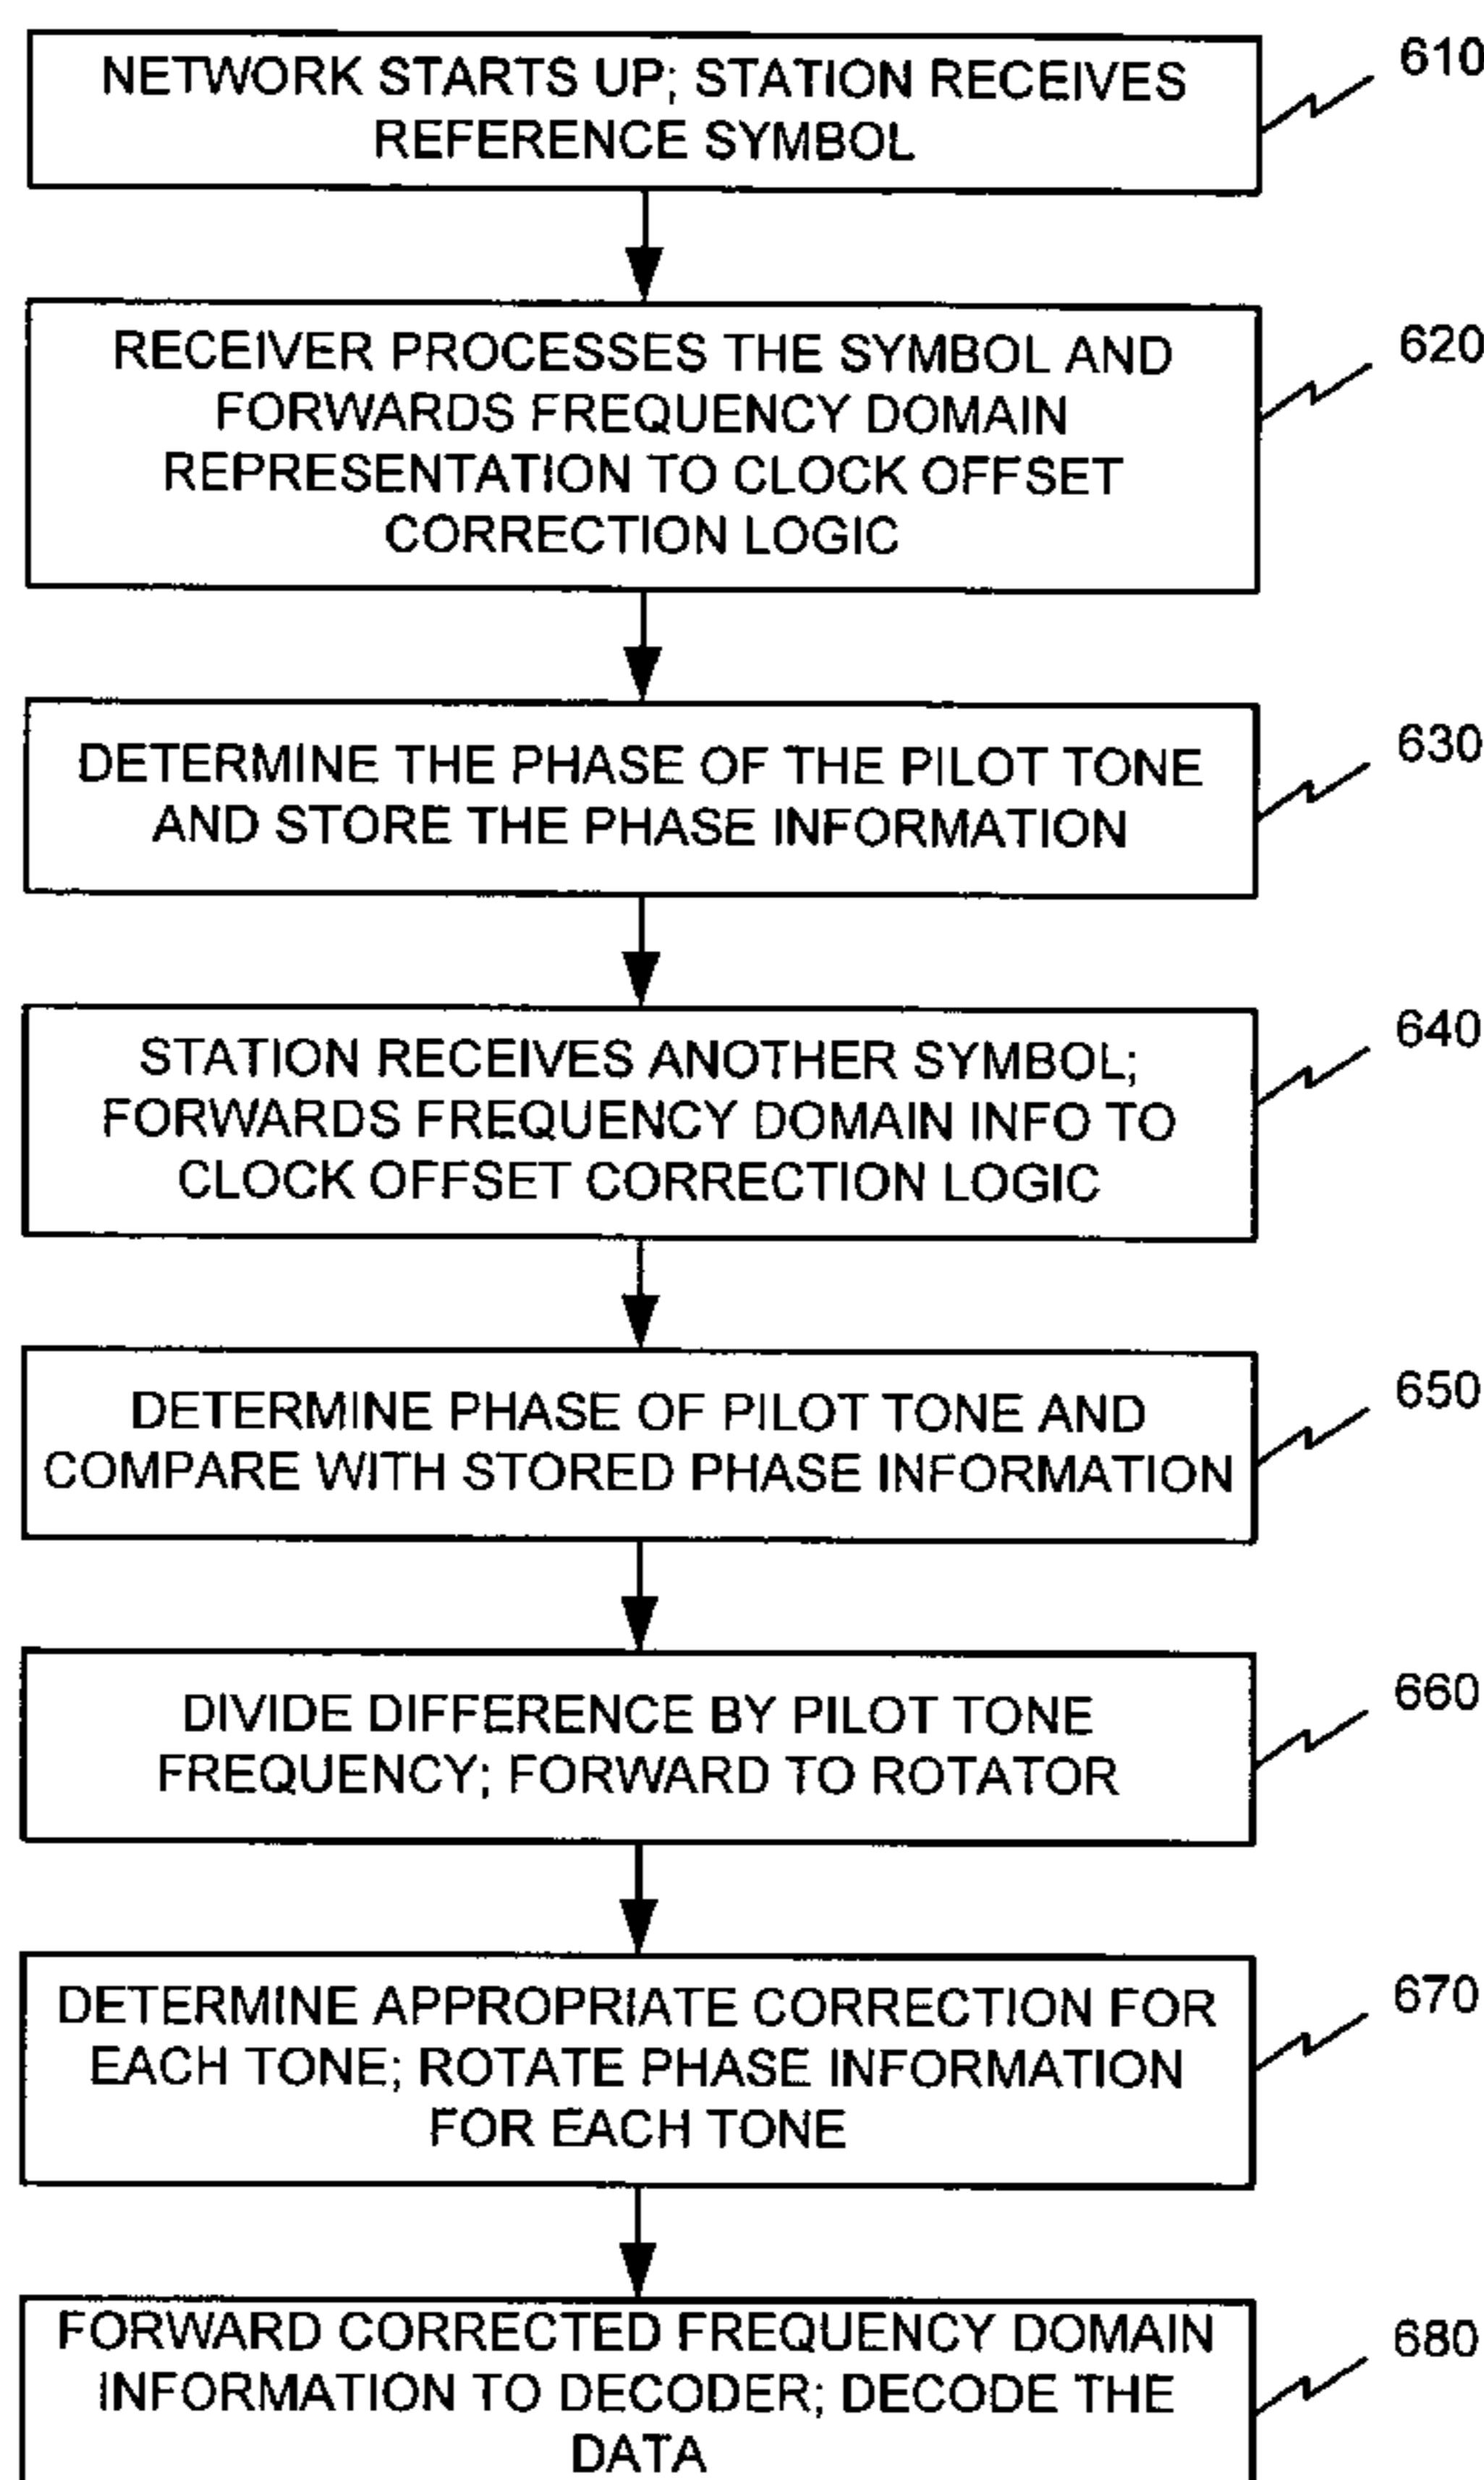 NETWORK STARTS UP; STATION RECEIVES
REFERENCE SYMBOL
610
RECEIVER PROCESSES THE SYMBOL AND
FORWARDS FREQUENCY DOMAIN
REPRESENTATION TO CLOCK OFFSET
CORRECTION LOGIC
620
DETERMINE THE PHASE OF THE PILOT TONE
AND STORE THE PHASE INFORMATION
630
STATION RECEIVES ANOTHER SYMBOL;
FORWARDS FREQUENCY DOMAIN INFO TO
CLOCK OFFSET CORRECTION LOGIC
640
DETERMINE PHASE OF PILOT TONE AND
COMPARE WITH STORED PHASE INFORMATION
650
DIVIDE DIFFERENCE BY PILOT TONE
FREQUENCY; FORWARD TO ROTATOR
660
DETERMINE APPROPRIATE CORRECTION FOR
EACH TONE; ROTATE PHASE INFORMATION
FOR EACH TONE
670
FORWARD CORRECTED FREQUENCY DOMAIN
INFORMATION TO DECODER; DECODE THE
DATA
680